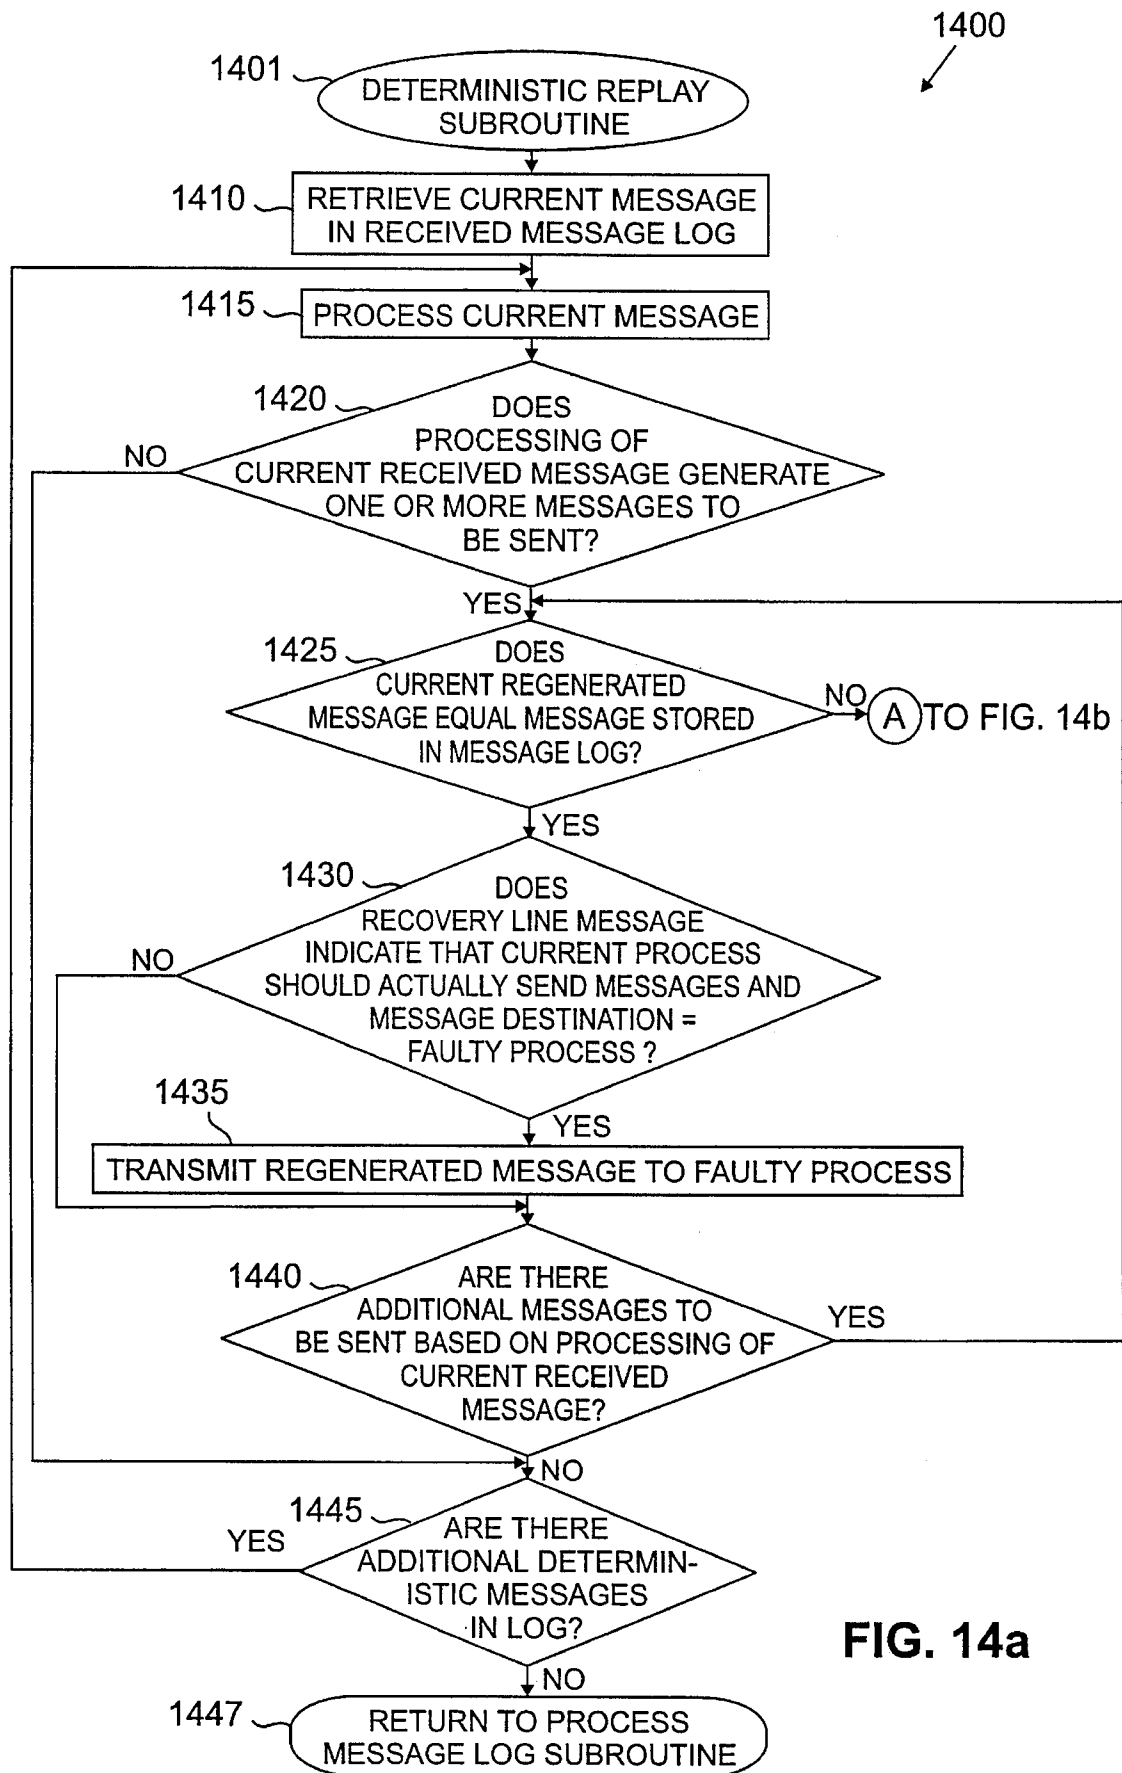 1400
1401
DETERMINISTIC REPLAY
SUBROUTINE
1410
RETRIEVE CURRENT MESSAGE
IN RECEIVED MESSAGE LOG
1415
PROCESS CURRENT MESSAGE
1420
DOES
PROCESSING OF
CURRENT RECEIVED MESSAGE GENERATE
ONE OR MORE MESSAGES TO
BE SENT?
NO
YES
1425
DOES
CURRENT REGENERATED
MESSAGE EQUAL MESSAGE STORED
IN MESSAGE LOG?
NO
A TO FIG. 14b
YES
1430
DOES
RECOVERY LINE MESSAGE
INDICATE THAT CURRENT PROCESS
SHOULD ACTUALLY SEND MESSAGES AND
MESSAGE DESTINATION =
FAULTY PROCESS ?
NO
YES
1435
TRANSMIT REGENERATED MESSAGE TO FAULTY PROCESS
1440
ARE THERE
ADDITIONAL MESSAGES TO
BE SENT BASED ON PROCESSING OF
CURRENT RECEIVED
MESSAGE?
YES
NO
1445
ARE THERE
ADDITIONAL DETERMIN-
ISTIC MESSAGES
IN LOG?
YES
NO
1447
RETURN TO PROCESS
MESSAGE LOG SUBROUTINE
FIG. 14a